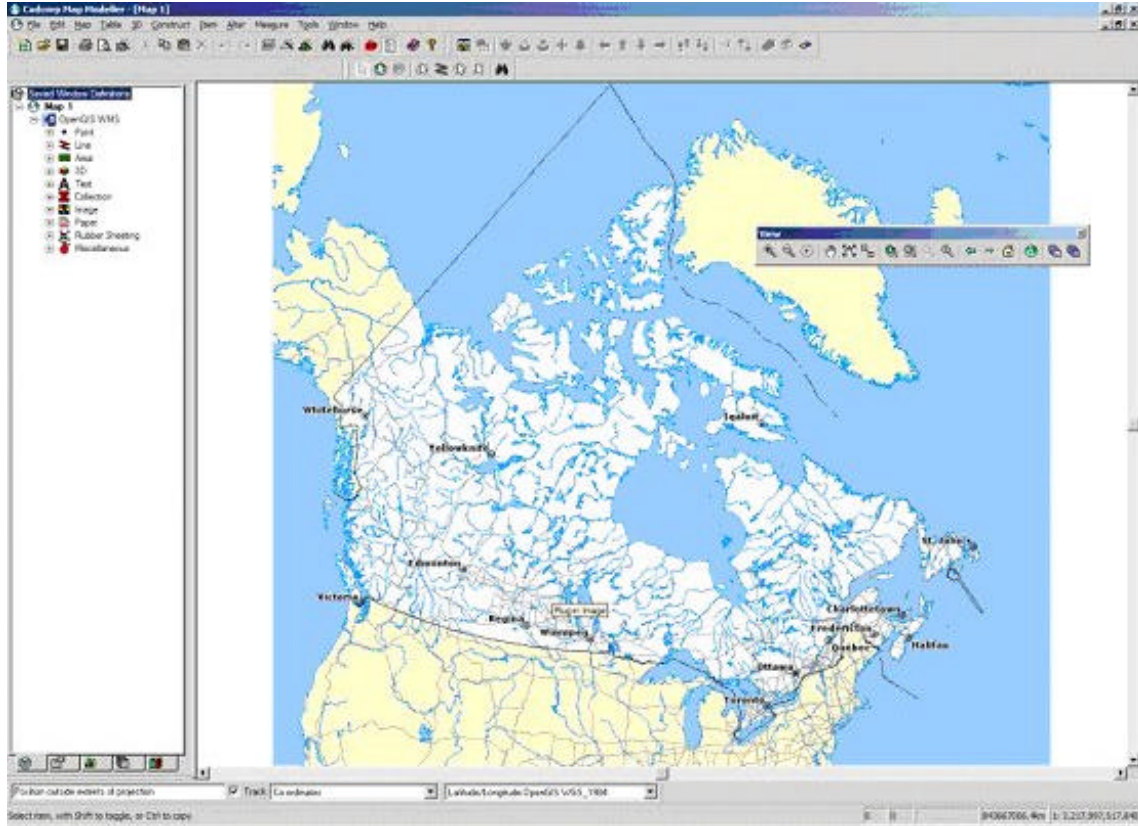 Cadcorp Map Modeller - [Map 1]
File Edit Map Table 3D Construct Item Alter Measure Tools Window Help
Saved Window Definitions
Map 1
OpenGIS WMS
Point
Line
Area
3D
Text
Collection
Image
Paper
Rubber Sheeting
Miscellaneous
View
Whitehorse
Yellowknife
Iqaluit
Edmonton
St. John's
Victoria
Regina
Plugin Image
Winnipeg
Charlottetown
Fredericton
Halifax
Quebec
Ottawa
Toronto
Position outside extents of projection
Track
Coordinates
Latitude/Longitude OpenGIS WGS_1984
Select item, with Shift to toggle, or Ctrl to copy